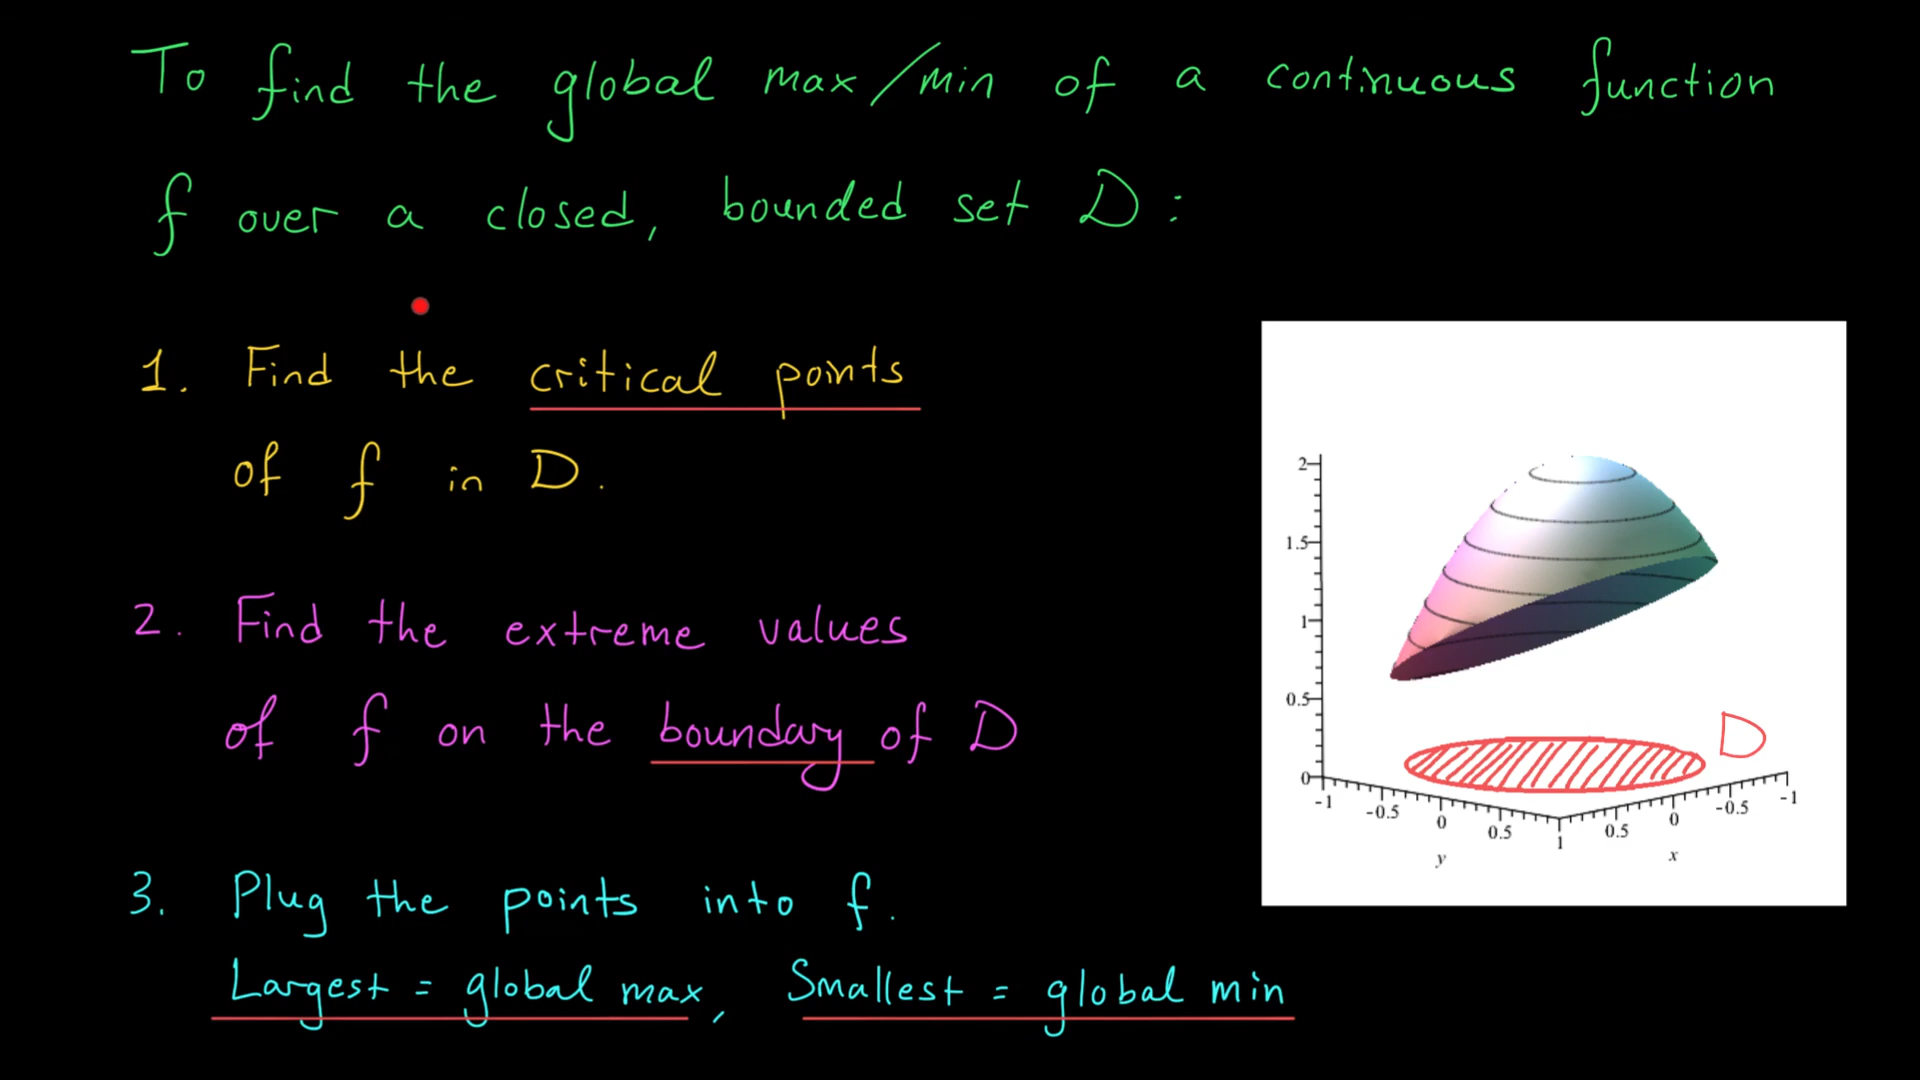 To find the global max/min of a continuous function
f over a closed, bounded set D:
1. Find the critical points
of f in D.
2. Find the extreme values
of f on the boundary of D
3. Plug the points into f.
Largest = global max, Smallest = global min
2
1.5
1
0.5
0
D
-1 -0.5 0 0.5 1 0.5 0 -0.5 -1
y x